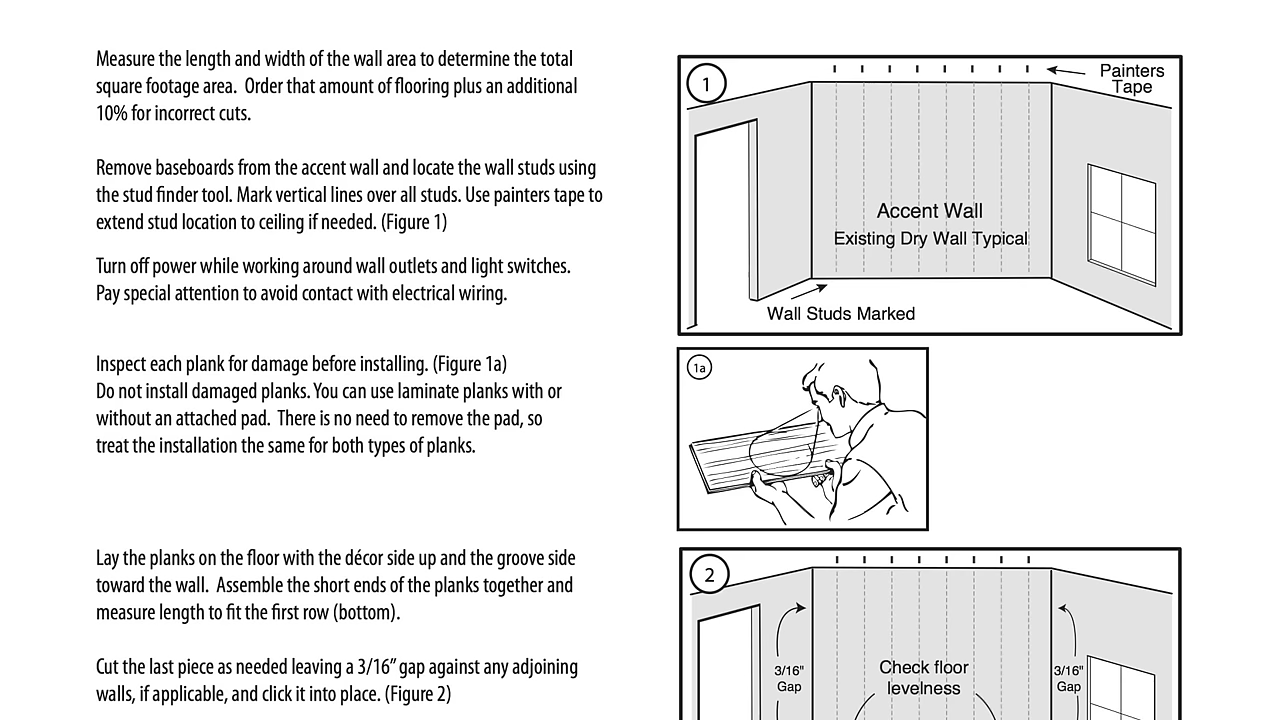 Measure the length and width of the wall area to determine the total
square footage area.  Order that amount of flooring plus an additional
10% for incorrect cuts.
Remove baseboards from the accent wall and locate the wall studs using
the stud finder tool. Mark vertical lines over all studs. Use painters tape to
extend stud location to ceiling if needed. (Figure 1)
Turn off power while working around wall outlets and light switches.
Pay special attention to avoid contact with electrical wiring.
Inspect each plank for damage before installing. (Figure 1a)
Do not install damaged planks. You can use laminate planks with or
without an attached pad.  There is no need to remove the pad, so
treat the installation the same for both types of planks.
Lay the planks on the floor with the décor side up and the groove side
toward the wall.  Assemble the short ends of the planks together and
measure length to fit the first row (bottom).
Cut the last piece as needed leaving a 3/16” gap against any adjoining
walls, if applicable, and click it into place. (Figure 2)
1
Painters
Tape
Accent Wall
Existing Dry Wall Typical
Wall Studs Marked
1a
2
3/16"
Gap
Check floor
levelness
3/16"
Gap